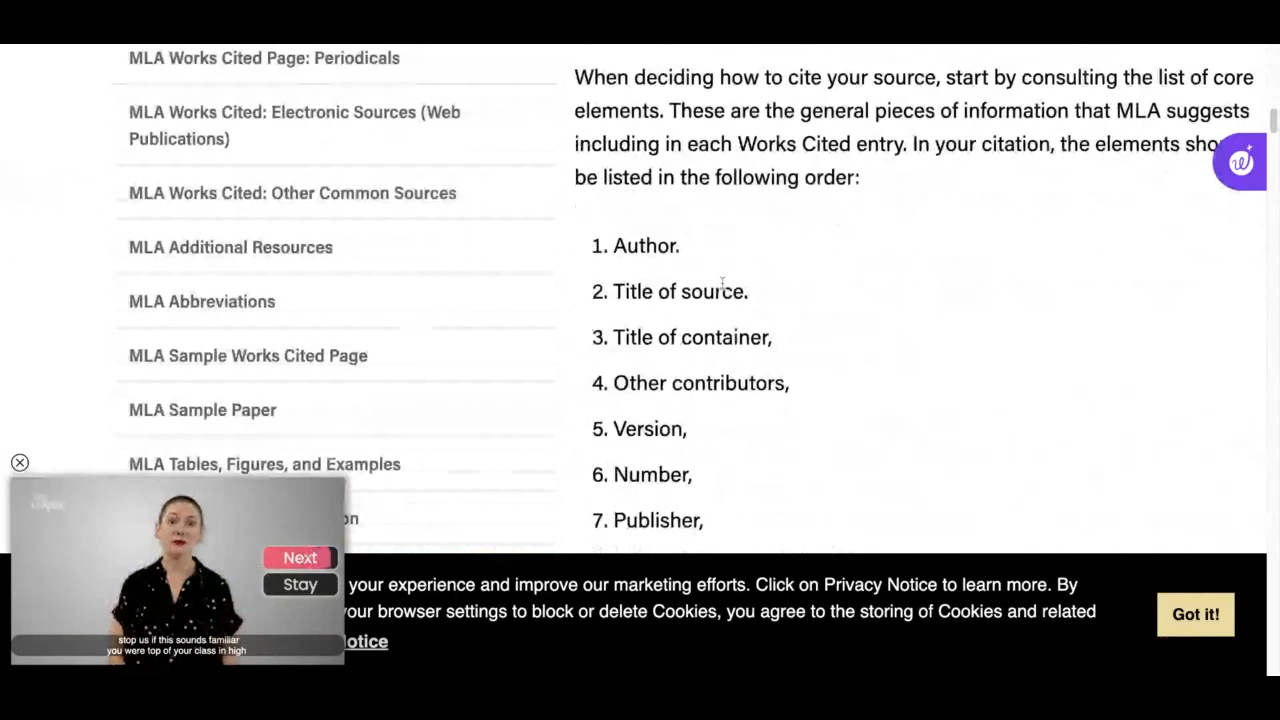 MLA Works Cited Page: Periodicals
MLA Works Cited: Electronic Sources (Web
Publications)
MLA Works Cited: Other Common Sources
MLA Additional Resources
MLA Abbreviations
MLA Sample Works Cited Page
MLA Sample Paper
MLA Tables, Figures, and Examples
on
When deciding how to cite your source, start by consulting the list of core
elements. These are the general pieces of information that MLA suggests
including in each Works Cited entry. In your citation, the elements sho
be listed in the following order:
1. Author.
2. Title of source.
3. Title of container,
4. Other contributors,
5. Version,
6. Number,
7. Publisher,
Next
Stay
stop us if this sounds familiar
you were top of your class in high
your experience and improve our marketing efforts. Click on Privacy Notice to learn more. By
our browser settings to block or delete Cookies, you agree to the storing of Cookies and related
otice
Got it!